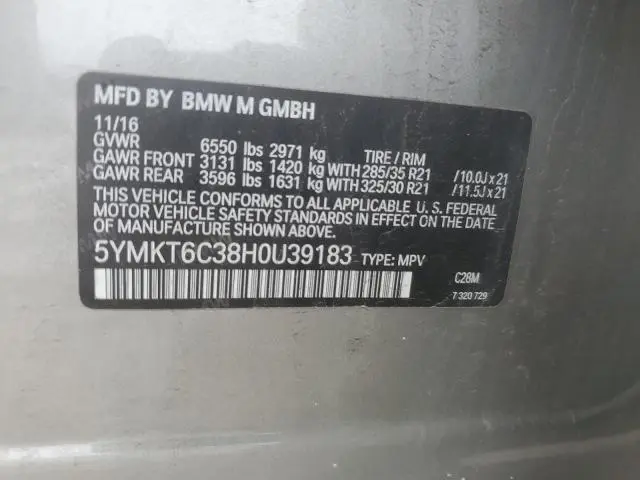 MFD BY BMW M GMBH
11/16
GVWR 6550 lbs 2971 kg TIRE / RIM
GAWR FRONT 3131 lbs 1420 kg WITH 285/35 R21 /10.0J x 21
GAWR REAR 3596 lbs 1631 kg WITH 325/30 R21 /11.5J x 21
THIS VEHICLE CONFORMS TO ALL APPLICABLE U. S. FEDERAL
MOTOR VEHICLE SAFETY STANDARDS IN EFFECT ON THE DATE OF
MANUFACTURE SHOWN ABOVE.
5YMKT6C38H0U39183 TYPE: MPV
C28M
7 320 729